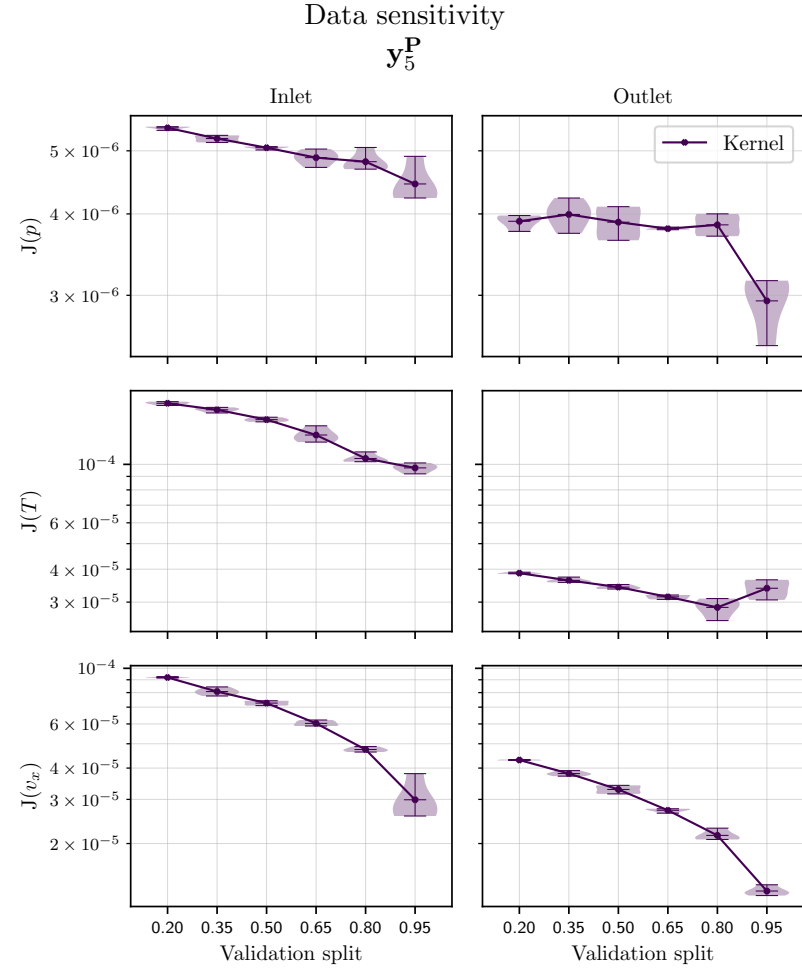 Data sensitivity
y₅ᴾ
Inlet
Outlet
Kernel
J(p)
5 × 10⁻⁶
4 × 10⁻⁶
3 × 10⁻⁶
J(T)
10⁻⁴
6 × 10⁻⁵
4 × 10⁻⁵
3 × 10⁻⁵
J(vₓ)
10⁻⁴
6 × 10⁻⁵
4 × 10⁻⁵
3 × 10⁻⁵
2 × 10⁻⁵
0.20 0.35 0.50 0.65 0.80 0.95
0.20 0.35 0.50 0.65 0.80 0.95
Validation split
Validation split